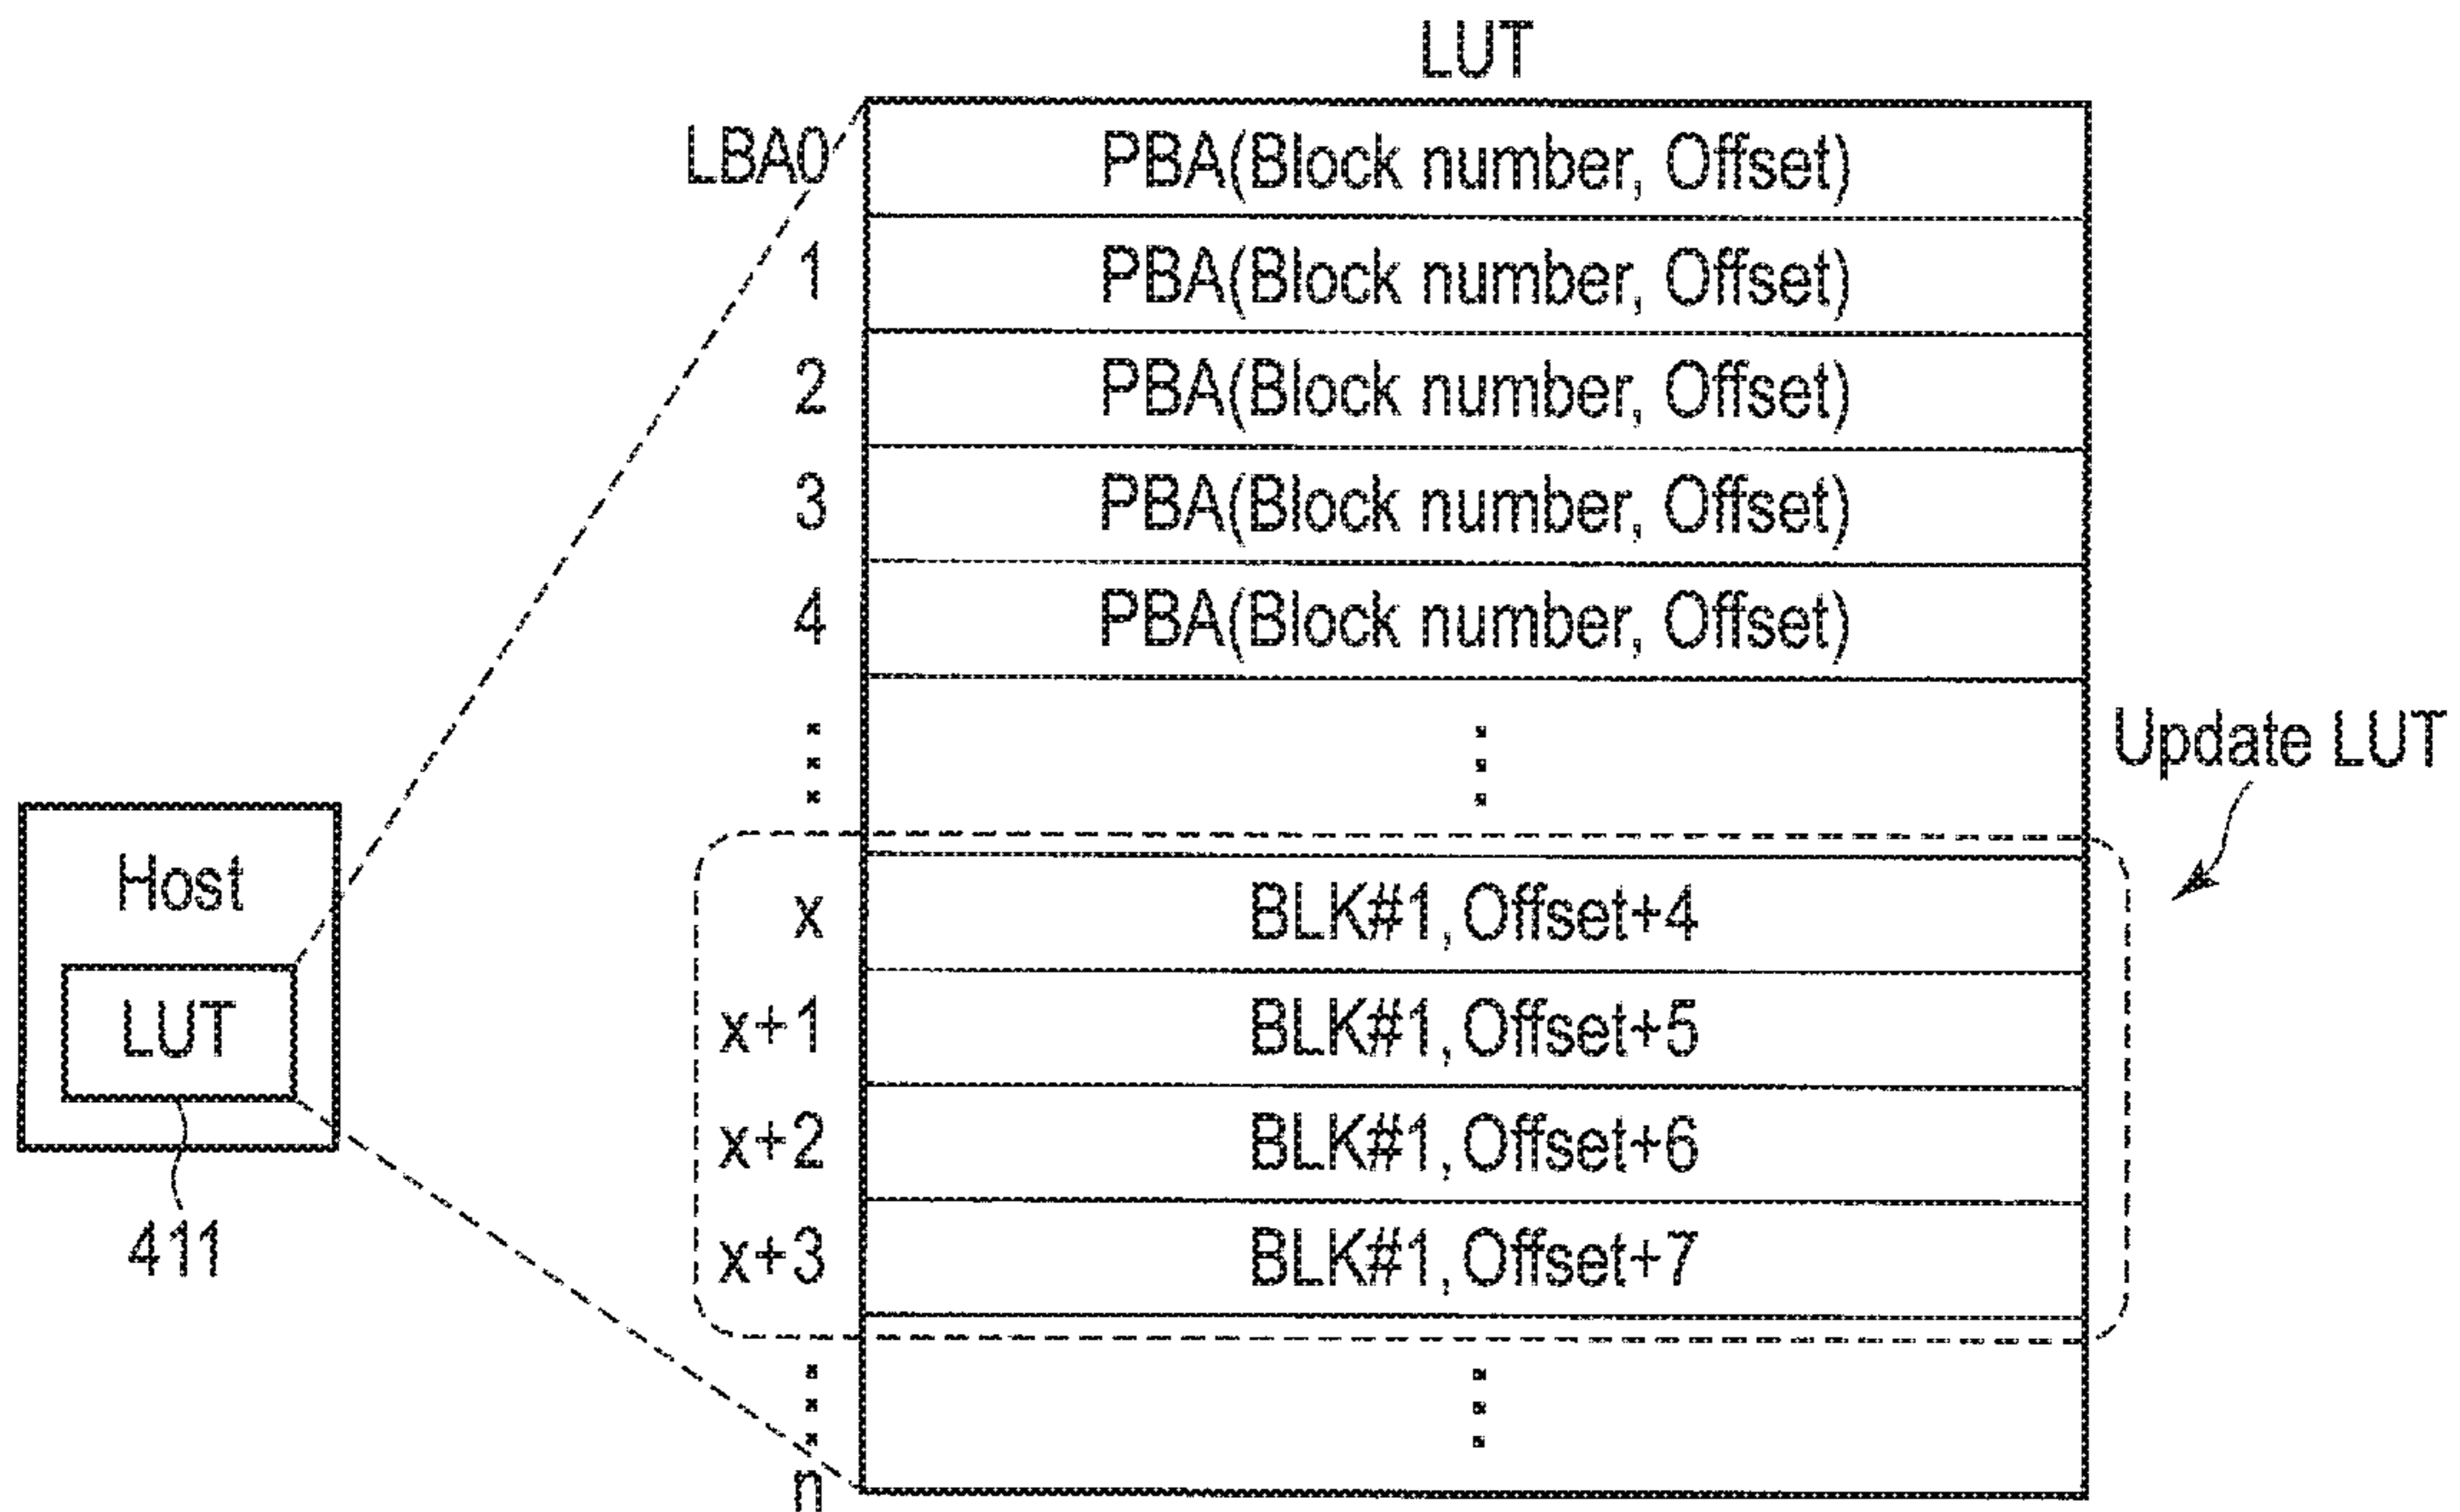 LUT
LBA0 PBA(Block number, Offset)
1 PBA(Block number, Offset)
2 PBA(Block number, Offset)
3 PBA(Block number, Offset)
4 PBA(Block number, Offset)
Update LUT
Host
x BLK#1, Offset+4
LUT
x+1 BLK#1, Offset+5
x+2 BLK#1, Offset+6
411
x+3 BLK#1, Offset+7
n